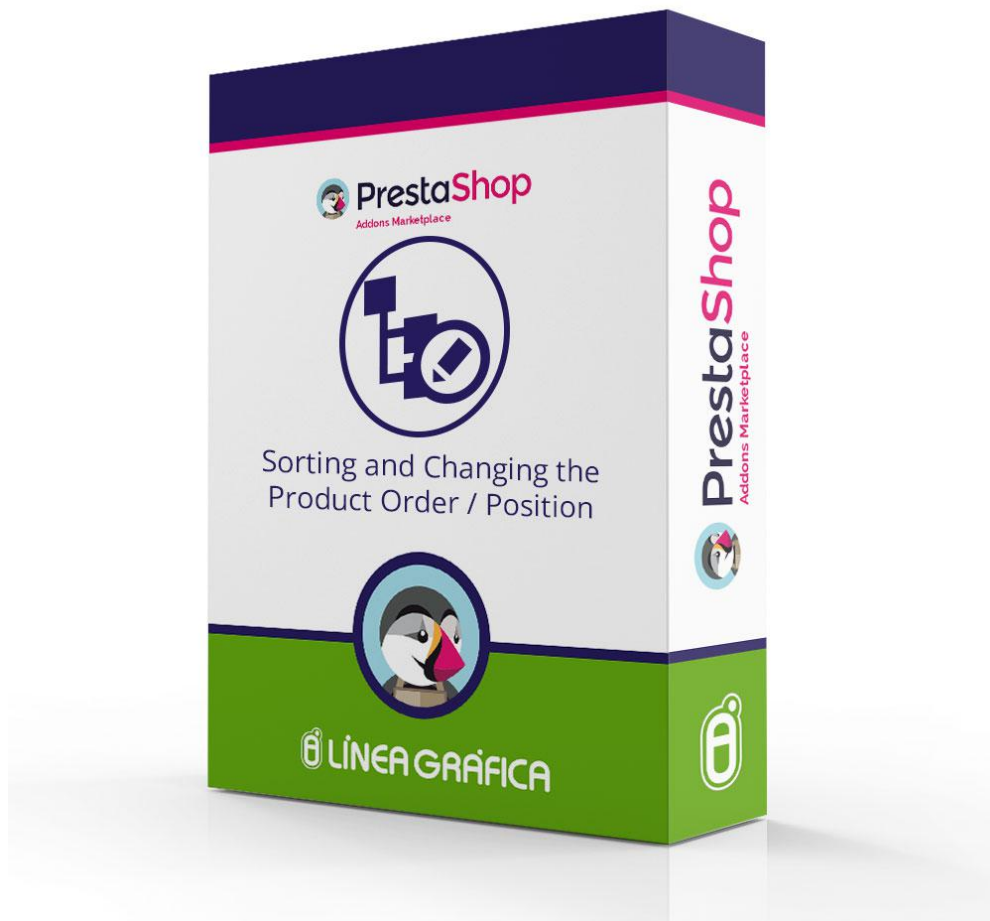 PrestaShop
Addons Marketplace
Sorting and Changing the
Product Order / Position
LÍNEA GRÁFICA
PrestaShop
Addons Marketplace